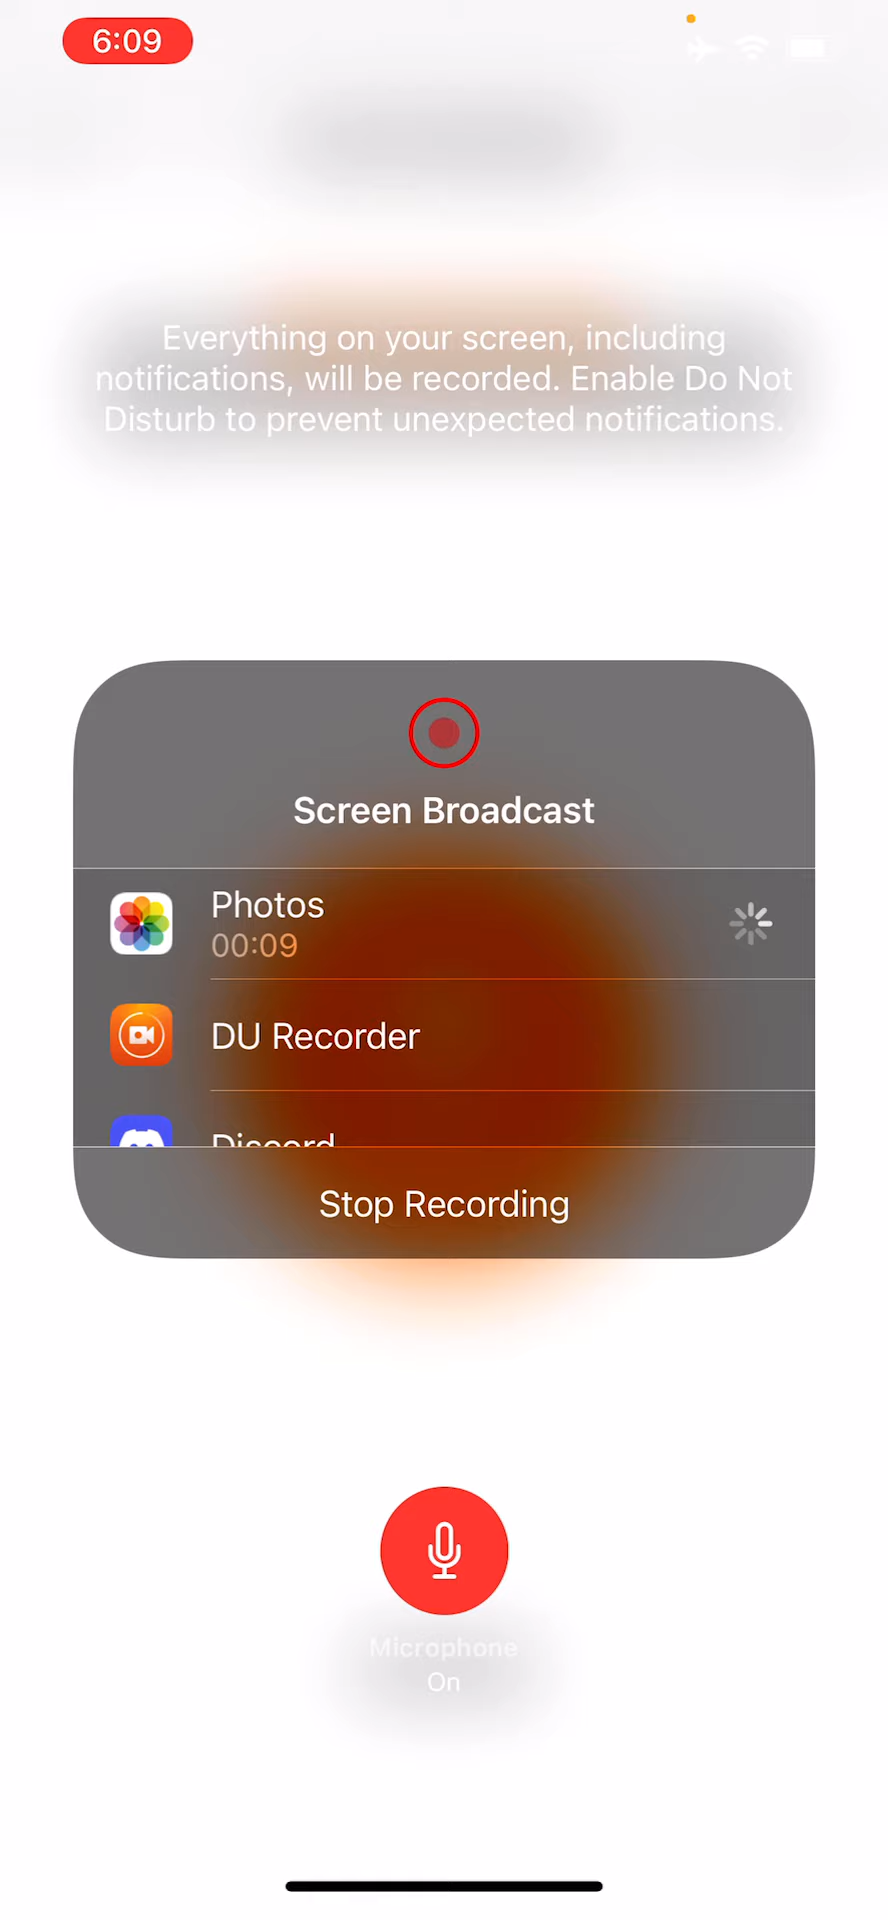 6:09
Everything on your screen, including
notifications, will be recorded. Enable Do Not
Disturb to prevent unexpected notifications.
Screen Broadcast
Photos
00:09
DU Recorder
Discord
Stop Recording
Microphone
On